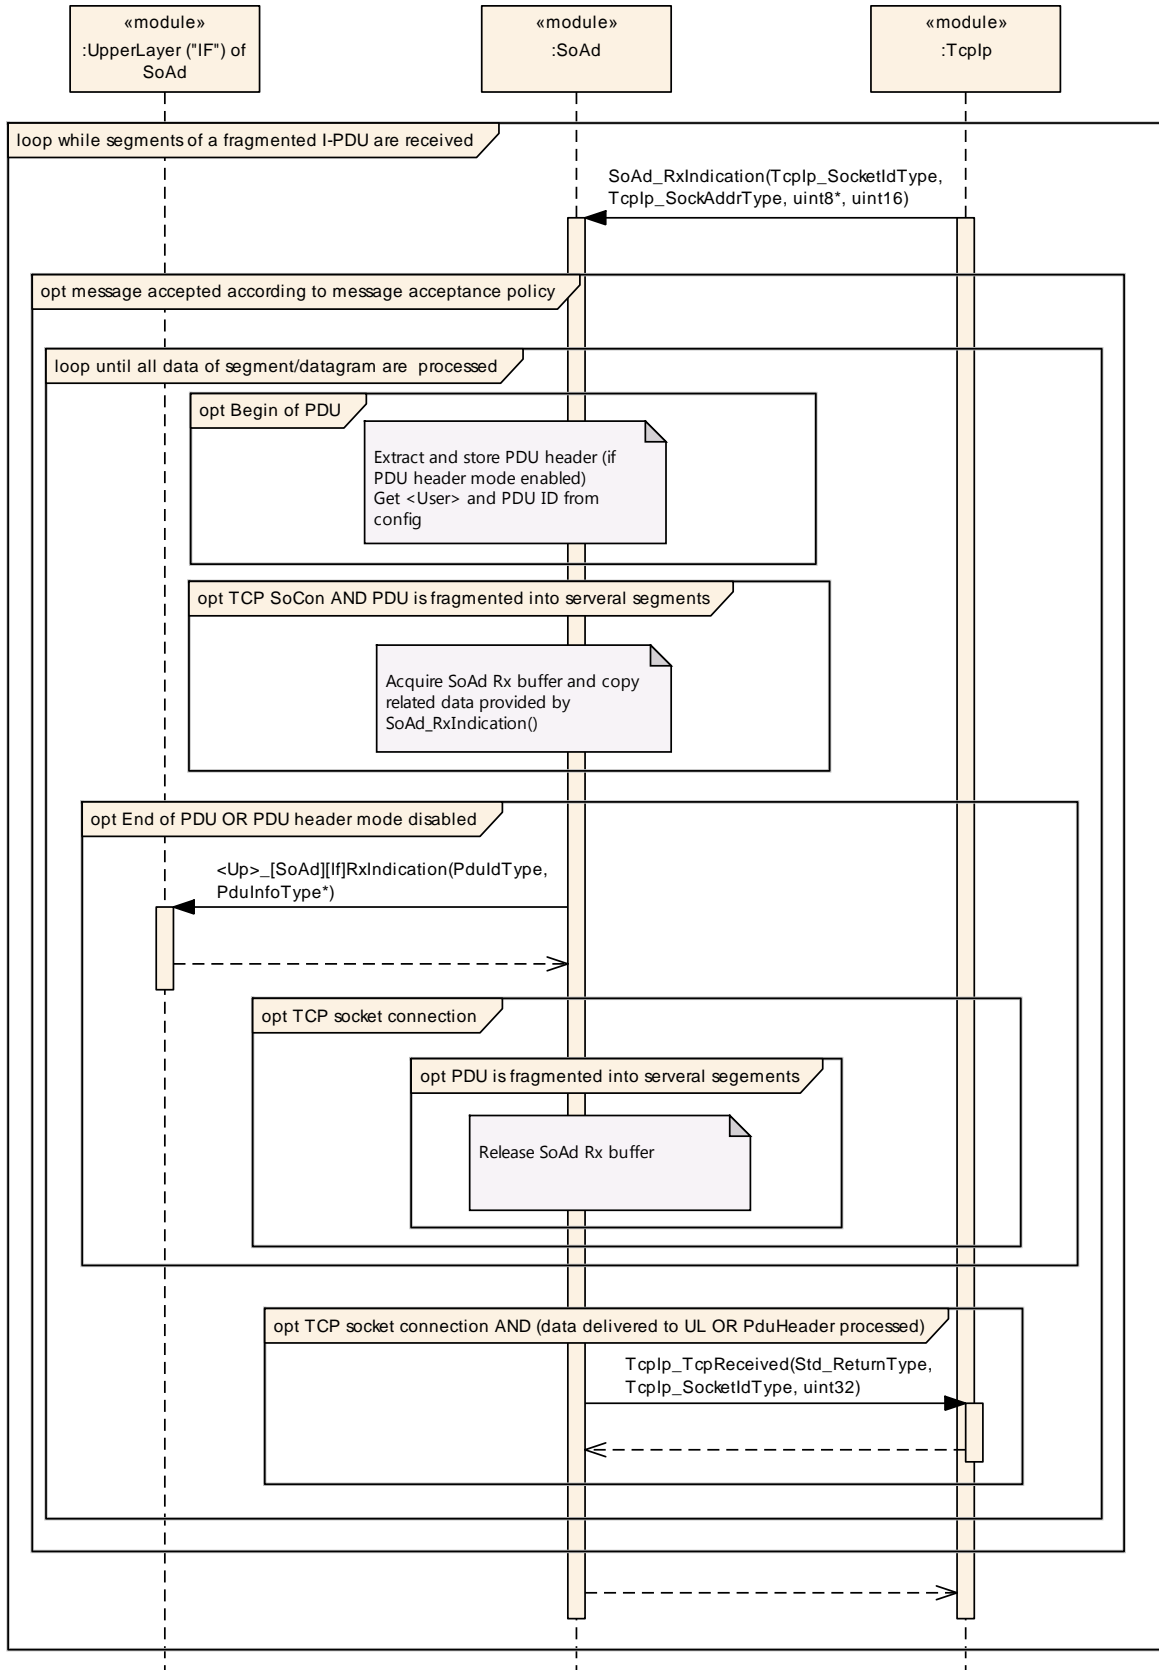 «module»
:UpperLayer ("IF") of
SoAd
«module»
:SoAd
«module»
:TcpIp
loop while segments of a fragmented I-PDU are received
SoAd_RxIndication(TcpIp_SocketIdType,
TcpIp_SockAddrType, uint8*, uint16)
opt message accepted according to message acceptance policy
loop until all data of segment/datagram are  processed
opt Begin of PDU
Extract and store PDU header (if
PDU header mode enabled)
Get <User> and PDU ID from
config
opt TCP SoCon AND PDU is fragmented into serveral segments
Acquire SoAd Rx buffer and copy
related data provided by
SoAd_RxIndication()
opt End of PDU OR PDU header mode disabled
<Up>_[SoAd][If]RxIndication(PduIdType,
PduInfoType*)
opt TCP socket connection
opt PDU is fragmented into serveral segements
Release SoAd Rx buffer
opt TCP socket connection AND (data delivered to UL OR PduHeader processed)
TcpIp_TcpReceived(Std_ReturnType,
TcpIp_SocketIdType, uint32)